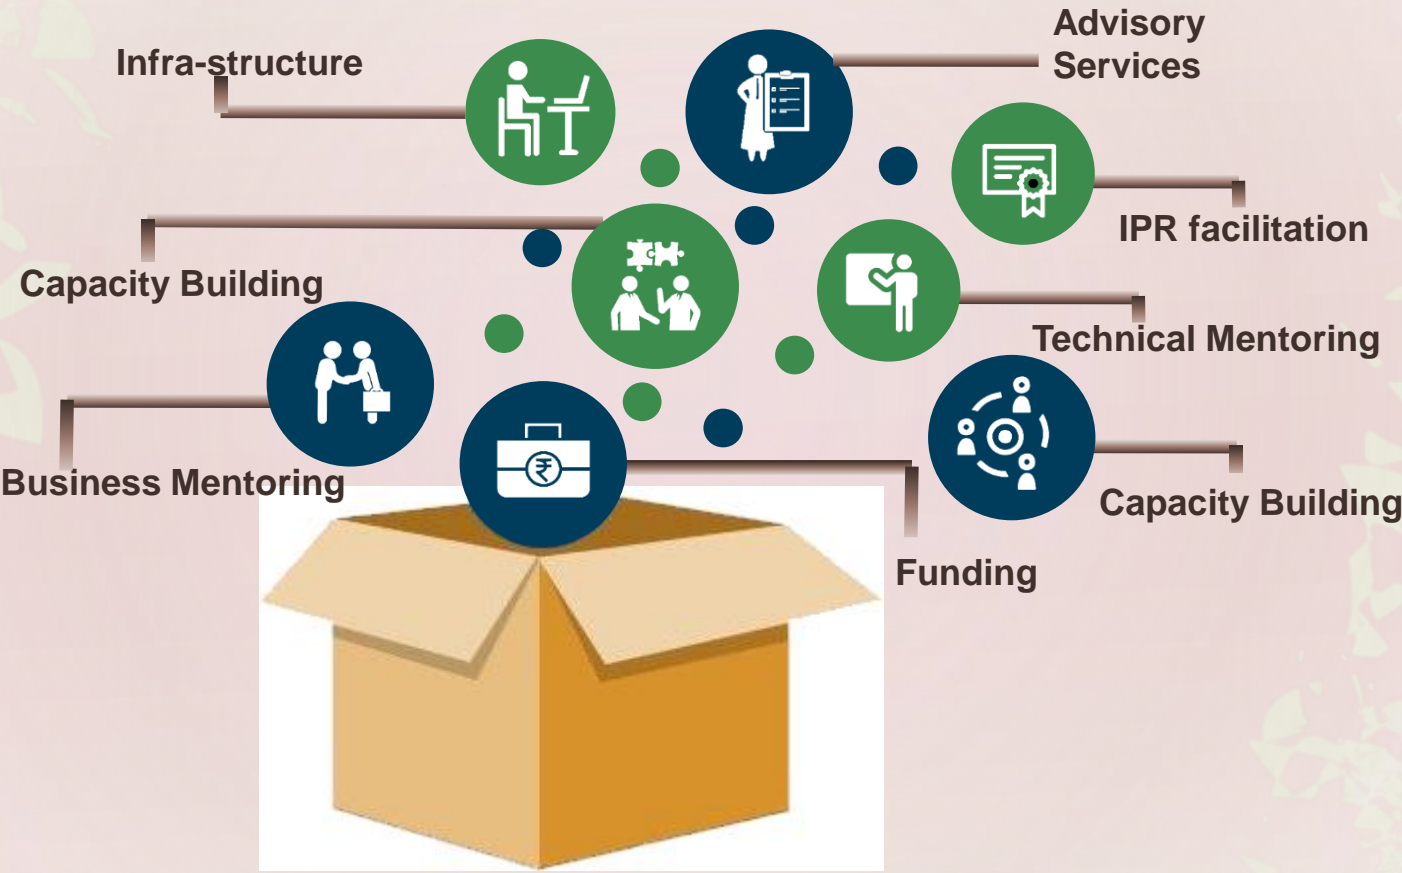 Advisory
Services
Infra-structure
IPR facilitation
Capacity Building
Technical Mentoring
Business Mentoring
₹
Capacity Building
Funding